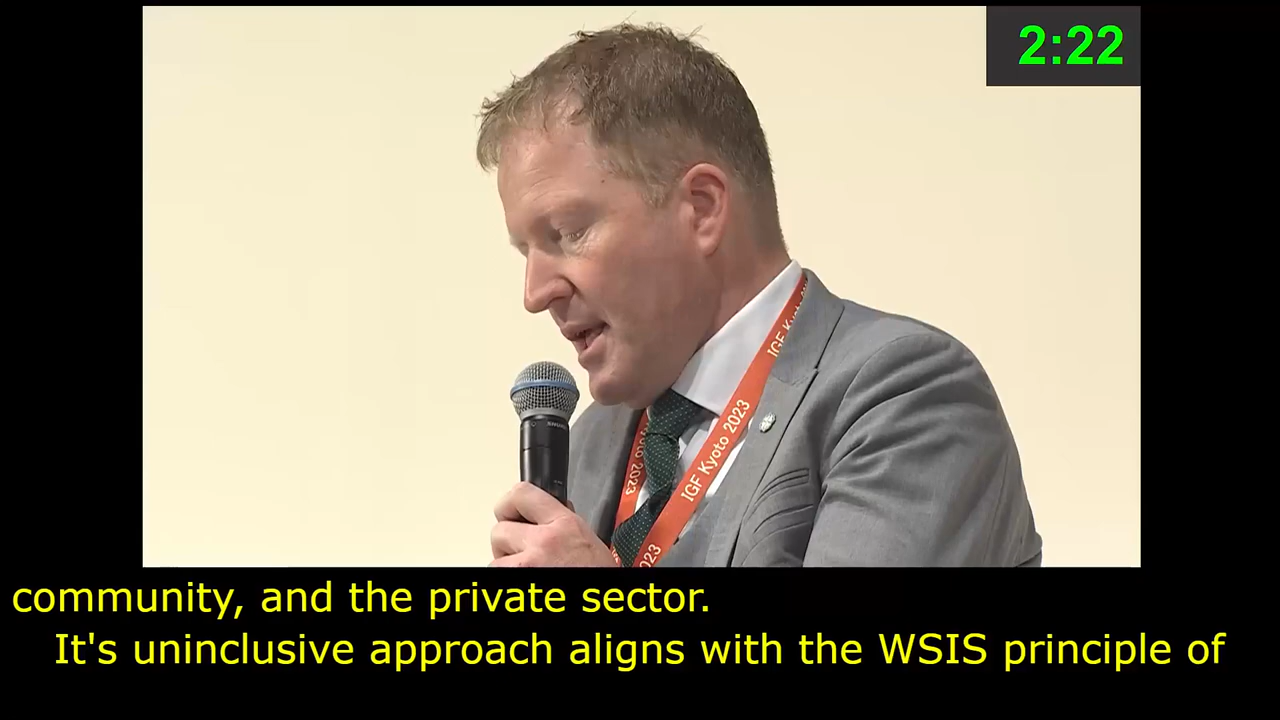 2:22
IGF Kyoto 2023
community, and the private sector.
It's uninclusive approach aligns with the WSIS principle of